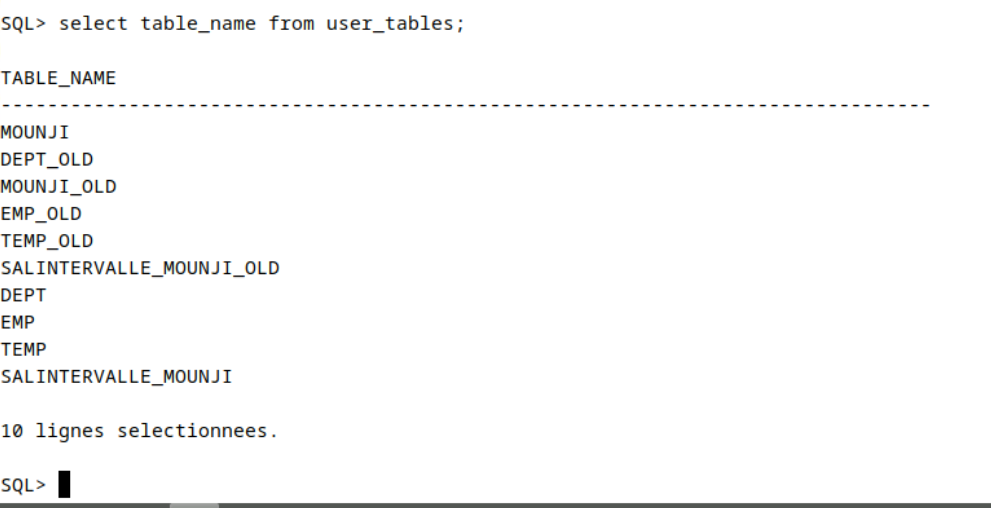 SQL> select table_name from user_tables;
TABLE_NAME
--------------------------------------------------------------------------------
MOUNJI
DEPT_OLD
MOUNJI_OLD
EMP_OLD
TEMP_OLD
SALINTERVALLE_MOUNJI_OLD
DEPT
EMP
TEMP
SALINTERVALLE_MOUNJI
10 lignes selectionnees.
SQL>